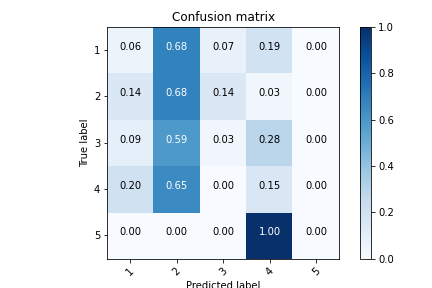 Confusion matrix
1 0.06 0.68 0.07 0.19 0.00
2 0.14 0.68 0.14 0.03 0.00
3 0.09 0.59 0.03 0.28 0.00
4 0.20 0.65 0.00 0.15 0.00
5 0.00 0.00 0.00 1.00 0.00
True label
1 2 3 4 5
Predicted label
1.0
0.8
0.6
0.4
0.2
0.0